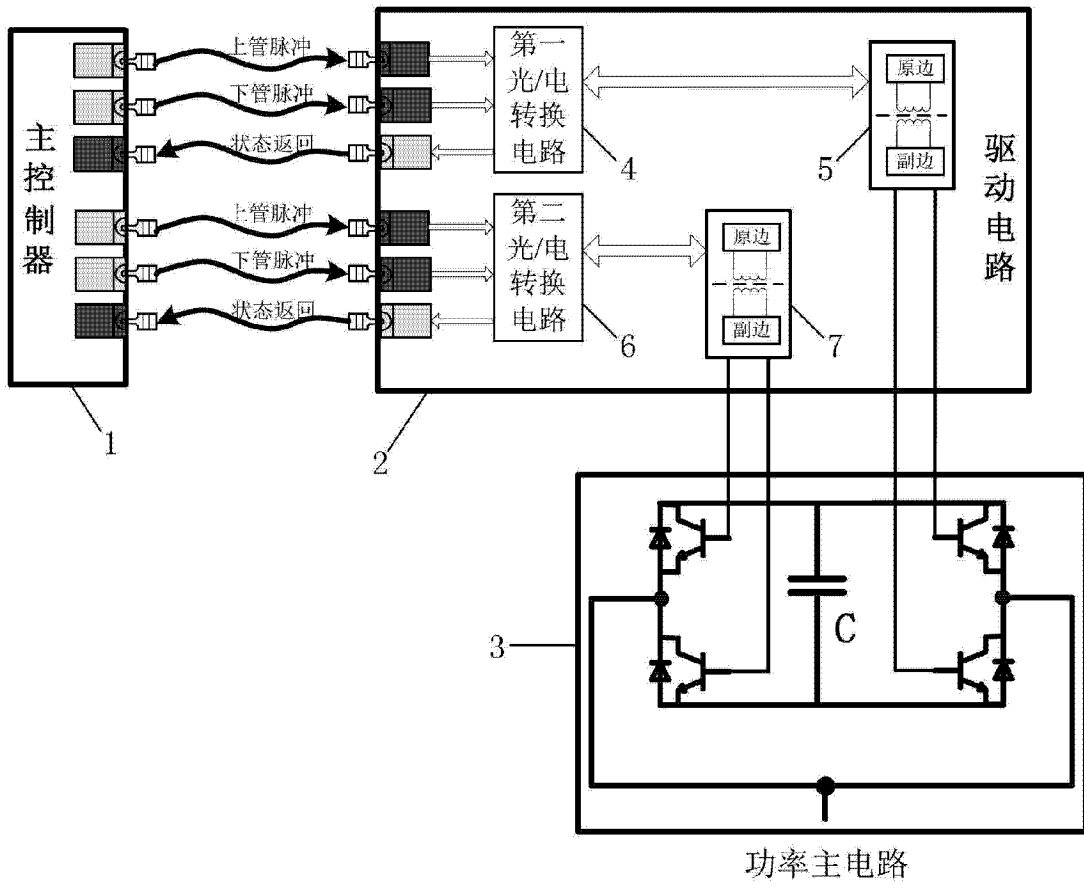 主控制器
1
上管脉冲
下管脉冲
状态返回
上管脉冲
下管脉冲
状态返回
第一光/电转换电路
4
第二光/电转换电路
6
原边
副边
5
原边
副边
7
驱动电路
2
3
C
功率主电路